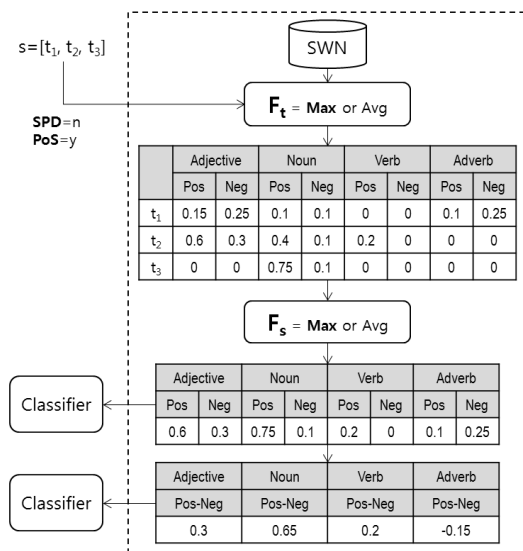 SWN
s=[t1, t2, t3]
Ft = Max or Avg
SPD=n
PoS=y
Adjective Noun Verb Adverb
Pos Neg Pos Neg Pos Neg Pos Neg
t1 0.15 0.25 0.1 0.1 0 0 0.1 0.25
t2 0.6 0.3 0.4 0.1 0.2 0 0 0
t3 0 0 0.75 0.1 0 0 0 0
Fs = Max or Avg
Adjective Noun Verb Adverb
Classifier
Pos Neg Pos Neg Pos Neg Pos Neg
0.6 0.3 0.75 0.1 0.2 0 0.1 0.25
Adjective Noun Verb Adverb
Classifier
Pos-Neg Pos-Neg Pos-Neg Pos-Neg
0.3 0.65 0.2 -0.15